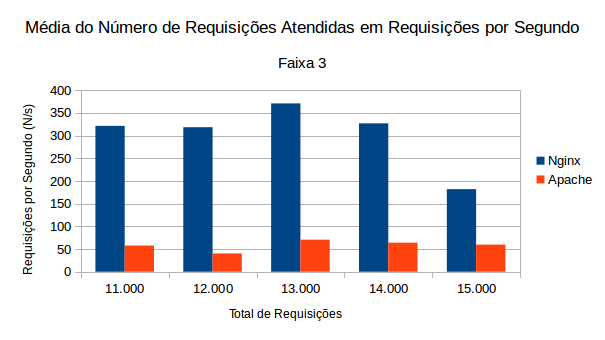 Média do Número de Requisições Atendidas em Requisições por Segundo
Faixa 3
Requisições por Segundo (N/s)
400
350
300
250
200
150
100
50
0
11.000 12.000 13.000 14.000 15.000
Total de Requisições
Nginx
Apache